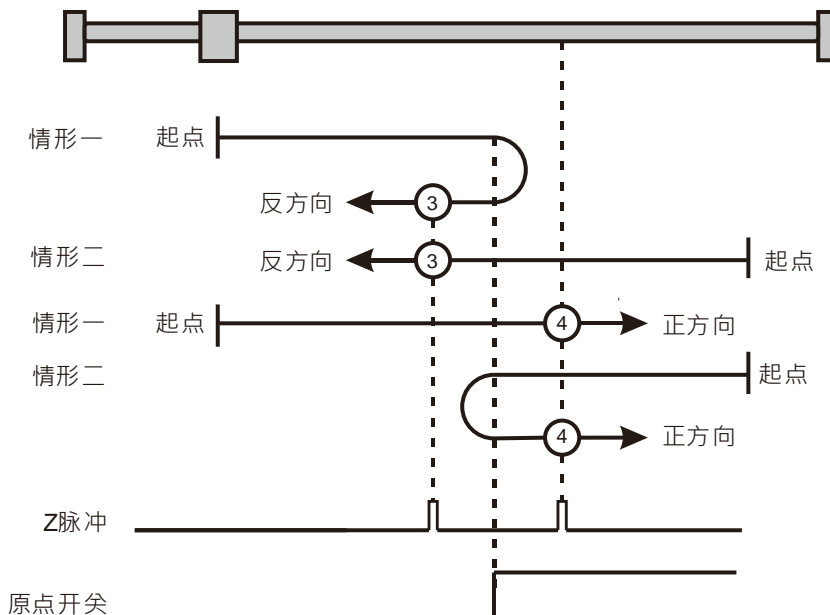 情形一 起点
反方向 3
情形二 反方向 3 起点
情形一 起点 4 正方向
情形二 起点
4 正方向
Z脉冲
原点开关